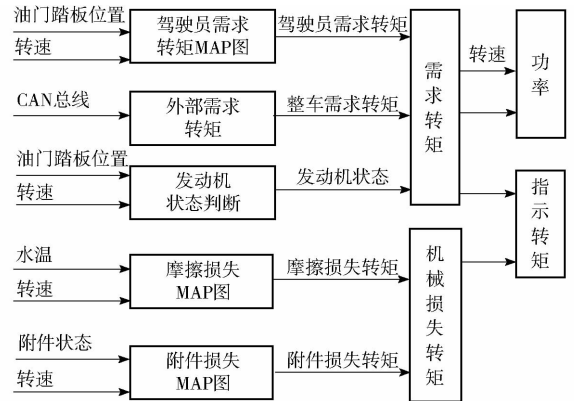 油门踏板位置
转速
驾驶员需求
转矩MAP图
驾驶员需求转矩
CAN总线
外部需求
转矩
整车需求转矩
油门踏板位置
转速
发动机
状态判断
发动机状态
需求转矩
转速
功率
指示转矩
水温
转速
摩擦损失
MAP图
摩擦损失转矩
附件状态
转速
附件损失
MAP图
附件损失转矩
机械损失转矩